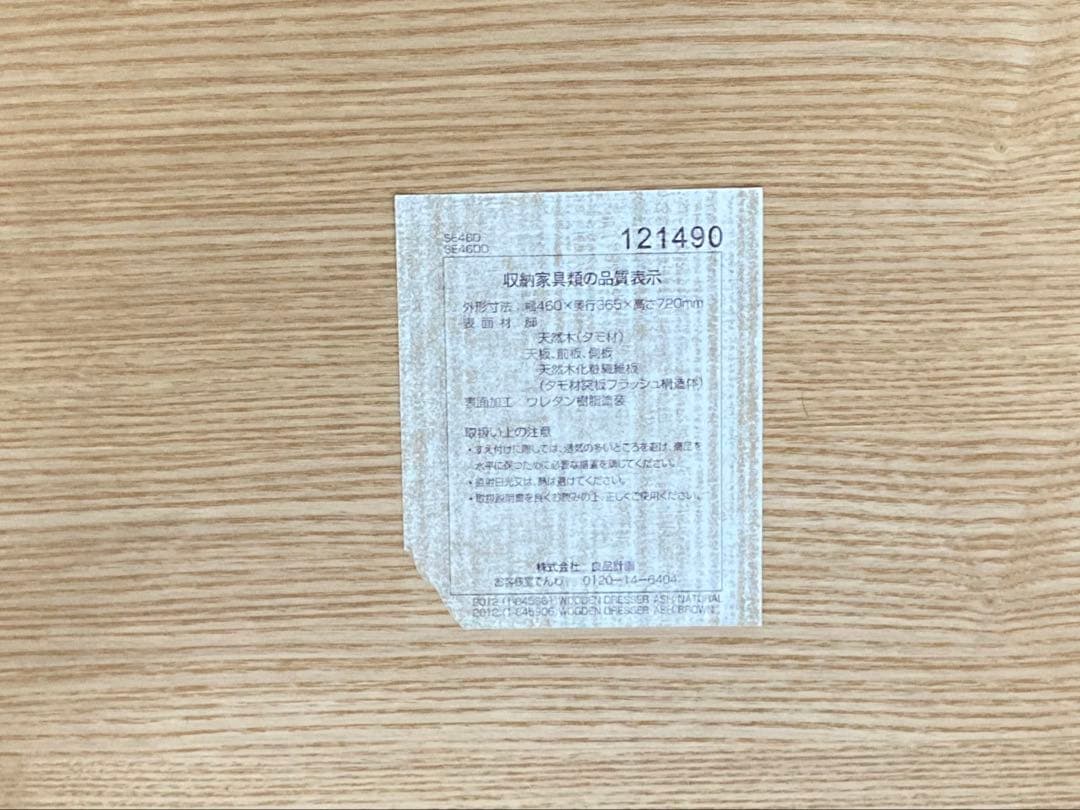 SE46D
SE46DD
121490
収納家具類の品質表示
外形寸法 幅460×奥行365×高さ720mm
表面材 脚
天然木(タモ材)
天板、前板、側板
天然木化粧繊維板
(タモ材突板フラッシュ構造体)
表面加工 ウレタン樹脂塗装
取扱い上の注意
・すえ付けに際しては、湿気の多いところを避け、適正を
水平に保つために必要な措置を講じてください。
・直射日光又は、熱は避けてください。
・取扱説明書を良くお読みの上、正しくご使用ください。
株式会社 良品計画
お客様室でんわ 0120-14-6404
WOODEN DRESSER ASH NATURAL
WOODEN DRESSER ASH BROWN